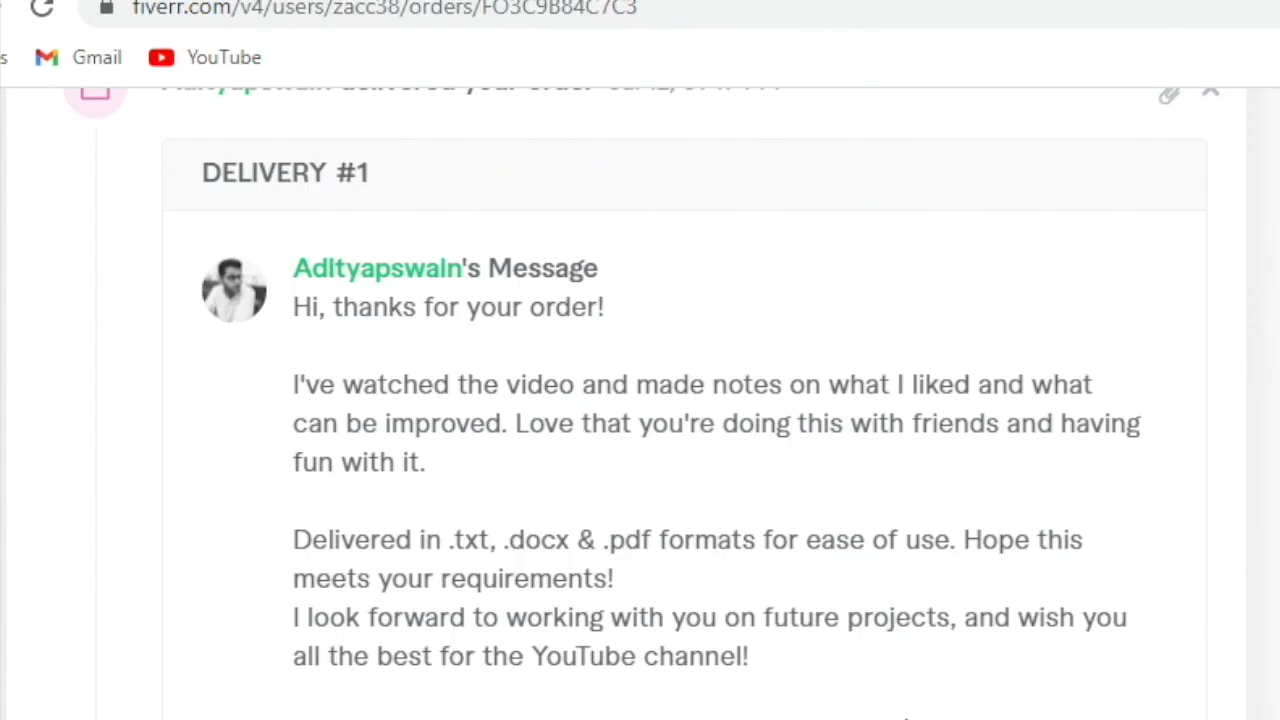 fiverr.com/v4/users/zacc38/orders/FO3C9B84C7C3
s Gmail YouTube
delivered your order
DELIVERY #1
Adityapswain's Message
Hi, thanks for your order!
I've watched the video and made notes on what I liked and what
can be improved. Love that you're doing this with friends and having
fun with it.
Delivered in .txt, .docx & .pdf formats for ease of use. Hope this
meets your requirements!
I look forward to working with you on future projects, and wish you
all the best for the YouTube channel!